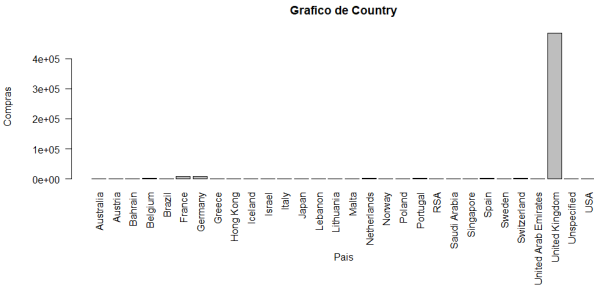 Grafico de Country
Compras
4e+05
3e+05
2e+05
1e+05
0e+00
Australia
Austria
Bahrain
Belgium
Brazil
France
Germany
Greece
Hong Kong
Iceland
Israel
Italy
Japan
Lebanon
Lithuania
Malta
Netherlands
Norway
Poland
Portugal
RSA
Saudi Arabia
Singapore
Spain
Sweden
Switzerland
United Arab Emirates
United Kingdom
Unspecified
USA
Pais